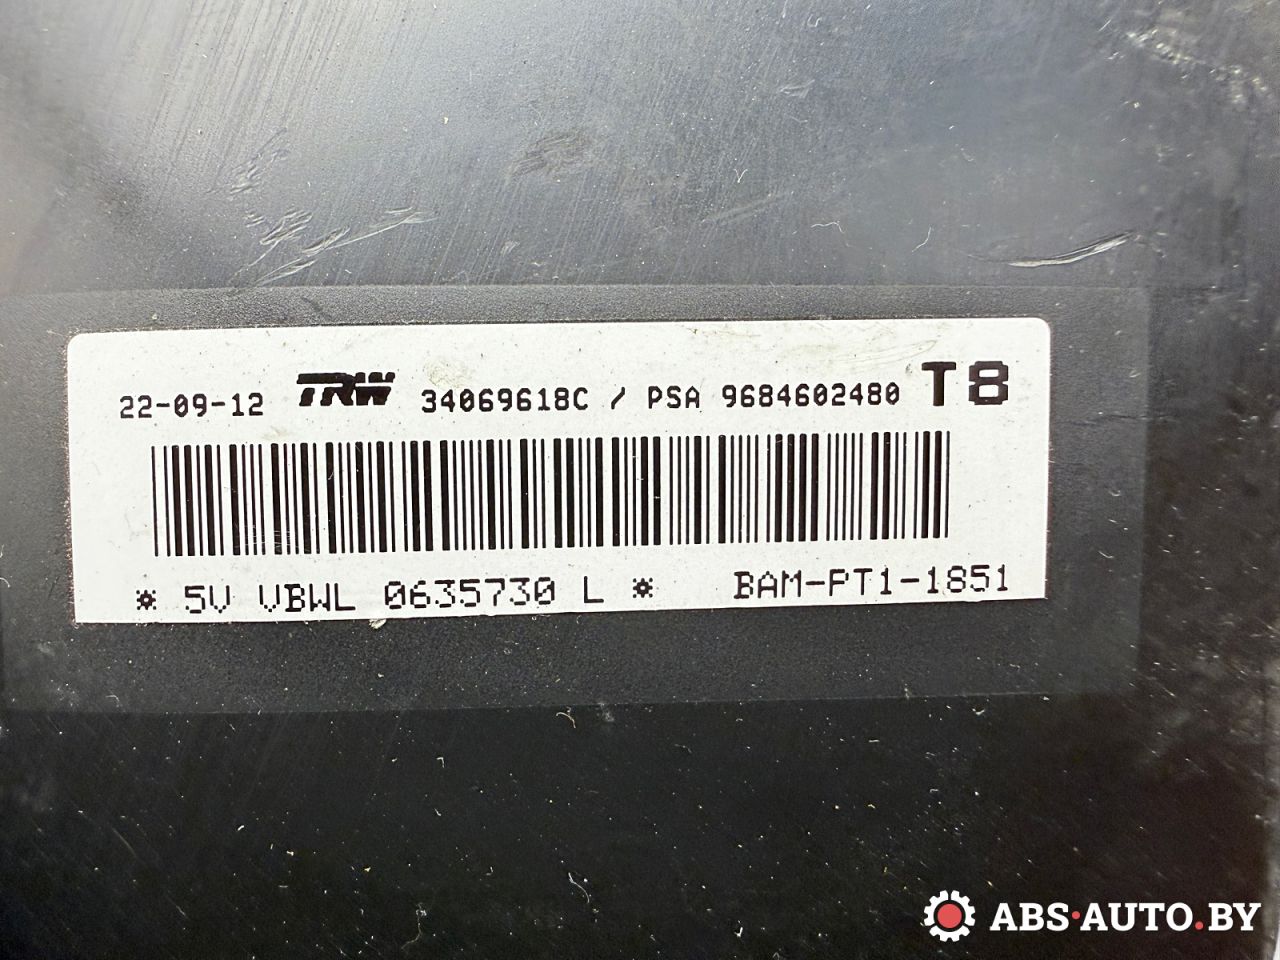 22-09-12 TRW 34069618C / PSA 9684602480 T8
* 5V VBWL 0635730 L * BAM-PT1-1851
ABS·AUTO.BY